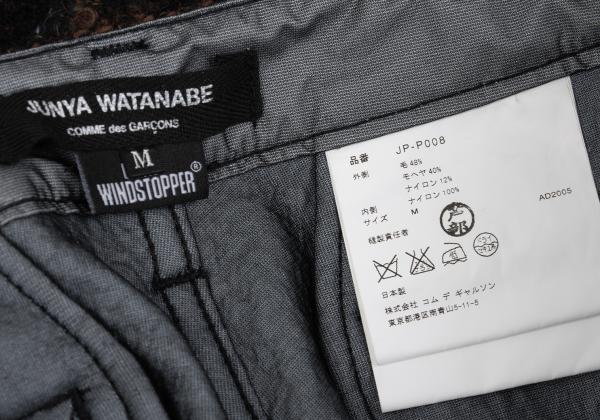 JUNYA WATANABE
COMME des GARÇONS
M
WINDSTOPPER®
品番 JP-P008
外側 毛 48%
モヘヤ 40%
ナイロン 12%
内側 ナイロン 100%
サイズ M AD2005
縫製責任者 戸部
日本製
株式会社 コム デ ギャルソン
東京都港区南青山5-11-5